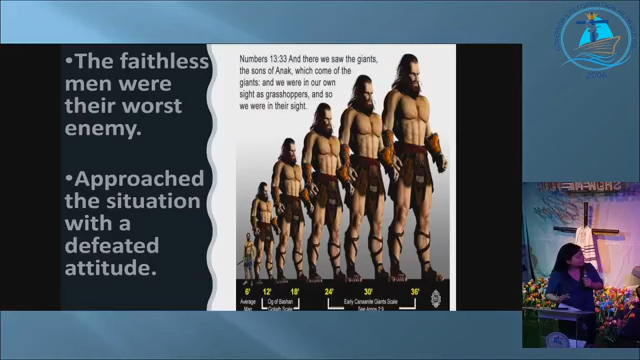 •The faithless
men were
their worst
enemy.
•Approached
the situation
with a
defeated
attitude.
Numbers 13:33 And there we saw the giants,
the sons of Anak, which come of the
giants: and we were in our own
sight as grasshoppers, and so
we were in their sight.
6' 12' 18' 24' 30' 36'
Average
Man
Og of Bashan
Goliath Scale
Early Canaanite Giants Scale
See Amos 2:9
2006